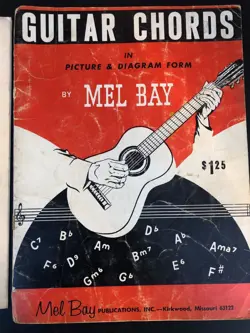 GUITAR CHORDS
IN
PICTURE & DIAGRAM FORM
BY MEL BAY
$1.25
C7 Bb Am Db Bm7 Ab Ama7
F6 D9 Gm6 Gb E6 F#
Mel Bay PUBLICATIONS, INC.—Kirkwood, Missouri 63122